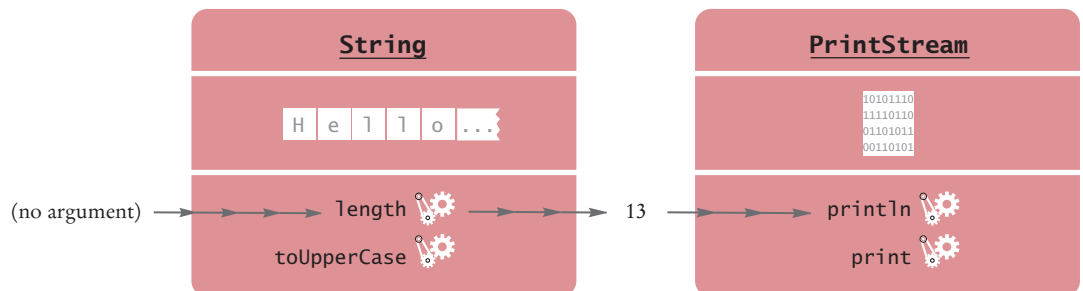 String
PrintStream
H e l l o ...
10101110
11110110
01101011
00110101
(no argument)
length
13
println
toUpperCase
print